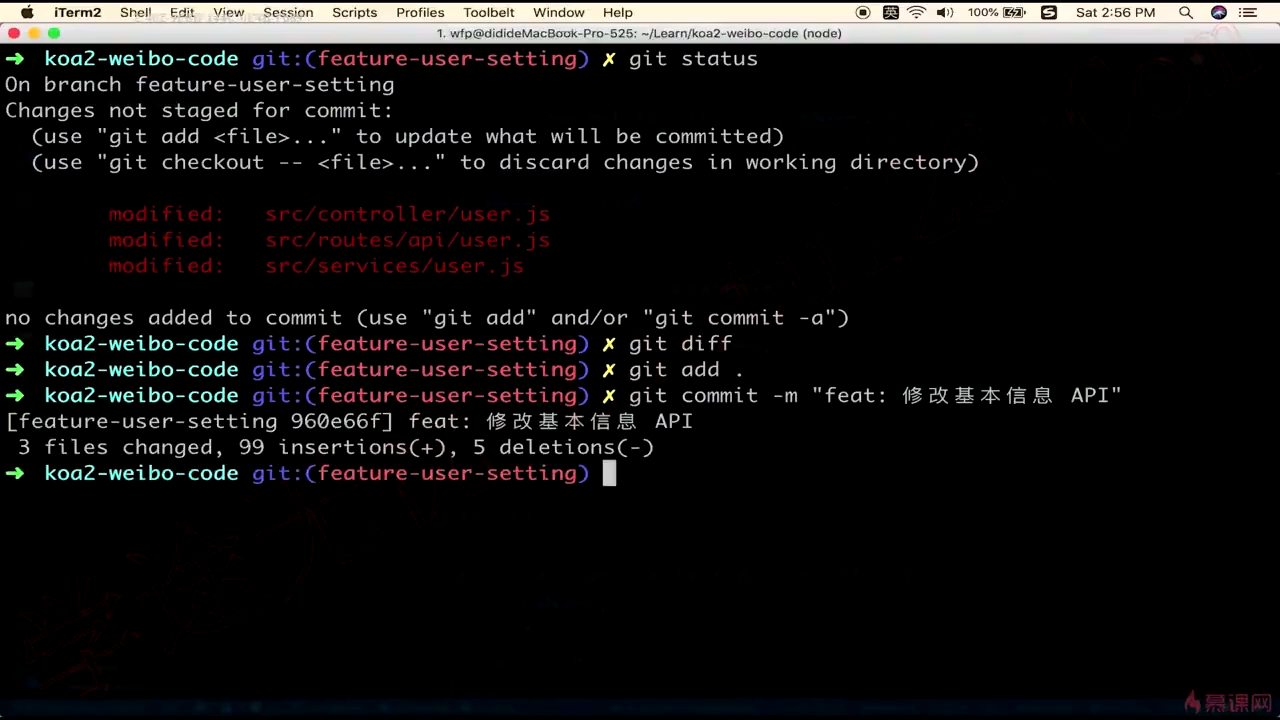 iTerm2 Shell Edit View Session Scripts Profiles Toolbelt Window Help 英 100% Sat 2:56 PM
1. wfp@didideMacBook-Pro-525: ~/Learn/koa2-weibo-code (node)
➜ koa2-weibo-code git:(feature-user-setting) ✗ git status
On branch feature-user-setting
Changes not staged for commit:
(use "git add <file>..." to update what will be committed)
(use "git checkout -- <file>..." to discard changes in working directory)
modified: src/controller/user.js
modified: src/routes/api/user.js
modified: src/services/user.js
no changes added to commit (use "git add" and/or "git commit -a")
➜ koa2-weibo-code git:(feature-user-setting) ✗ git diff
➜ koa2-weibo-code git:(feature-user-setting) ✗ git add .
➜ koa2-weibo-code git:(feature-user-setting) ✗ git commit -m "feat: 修改基本信息 API"
[feature-user-setting 960e66f] feat: 修改基本信息 API
3 files changed, 99 insertions(+), 5 deletions(-)
➜ koa2-weibo-code git:(feature-user-setting)
慕课网